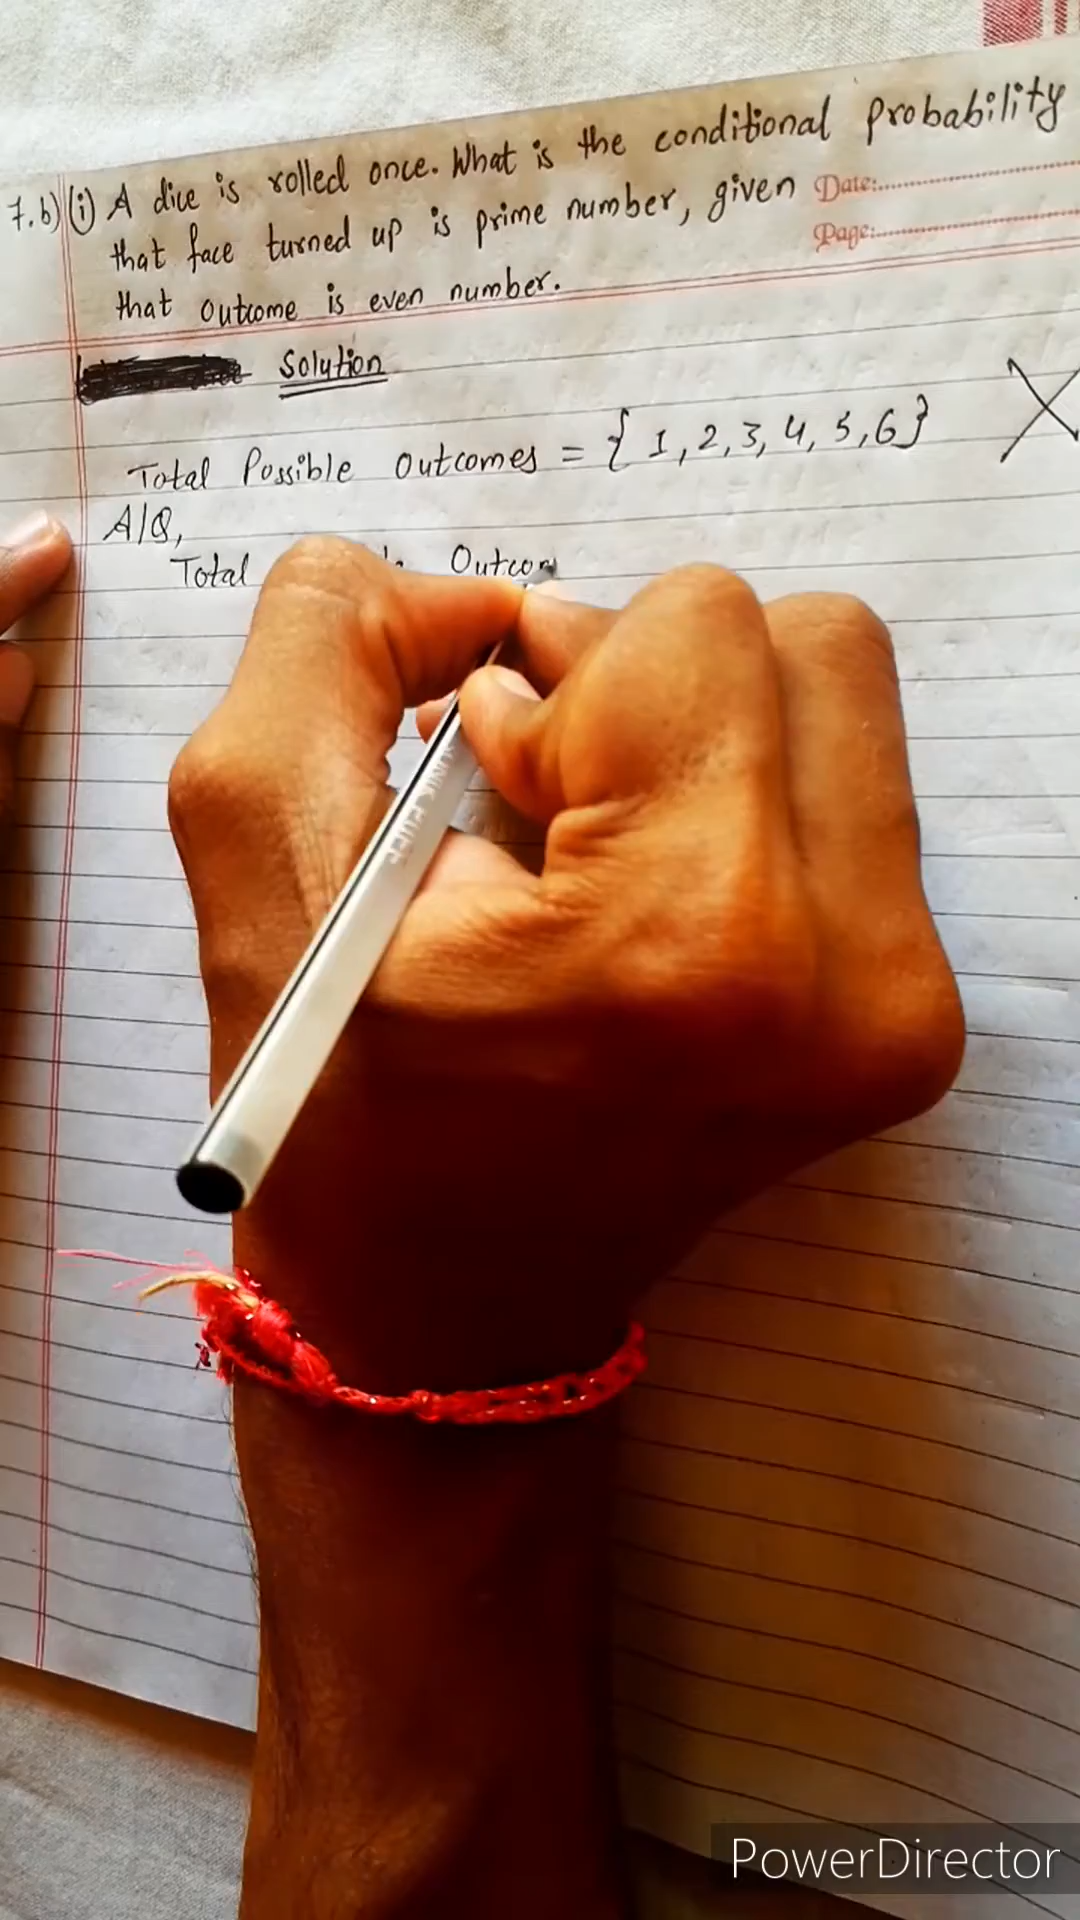 7.b) (i) A dice is rolled once. What is the conditional probability
that face turned up is prime number, given
that outcome is even number.
Date:
Page:
Solution
Total Possible Outcomes = { 1, 2, 3, 4, 5, 6 }
A/Q,
Total Outcom
PowerDirector